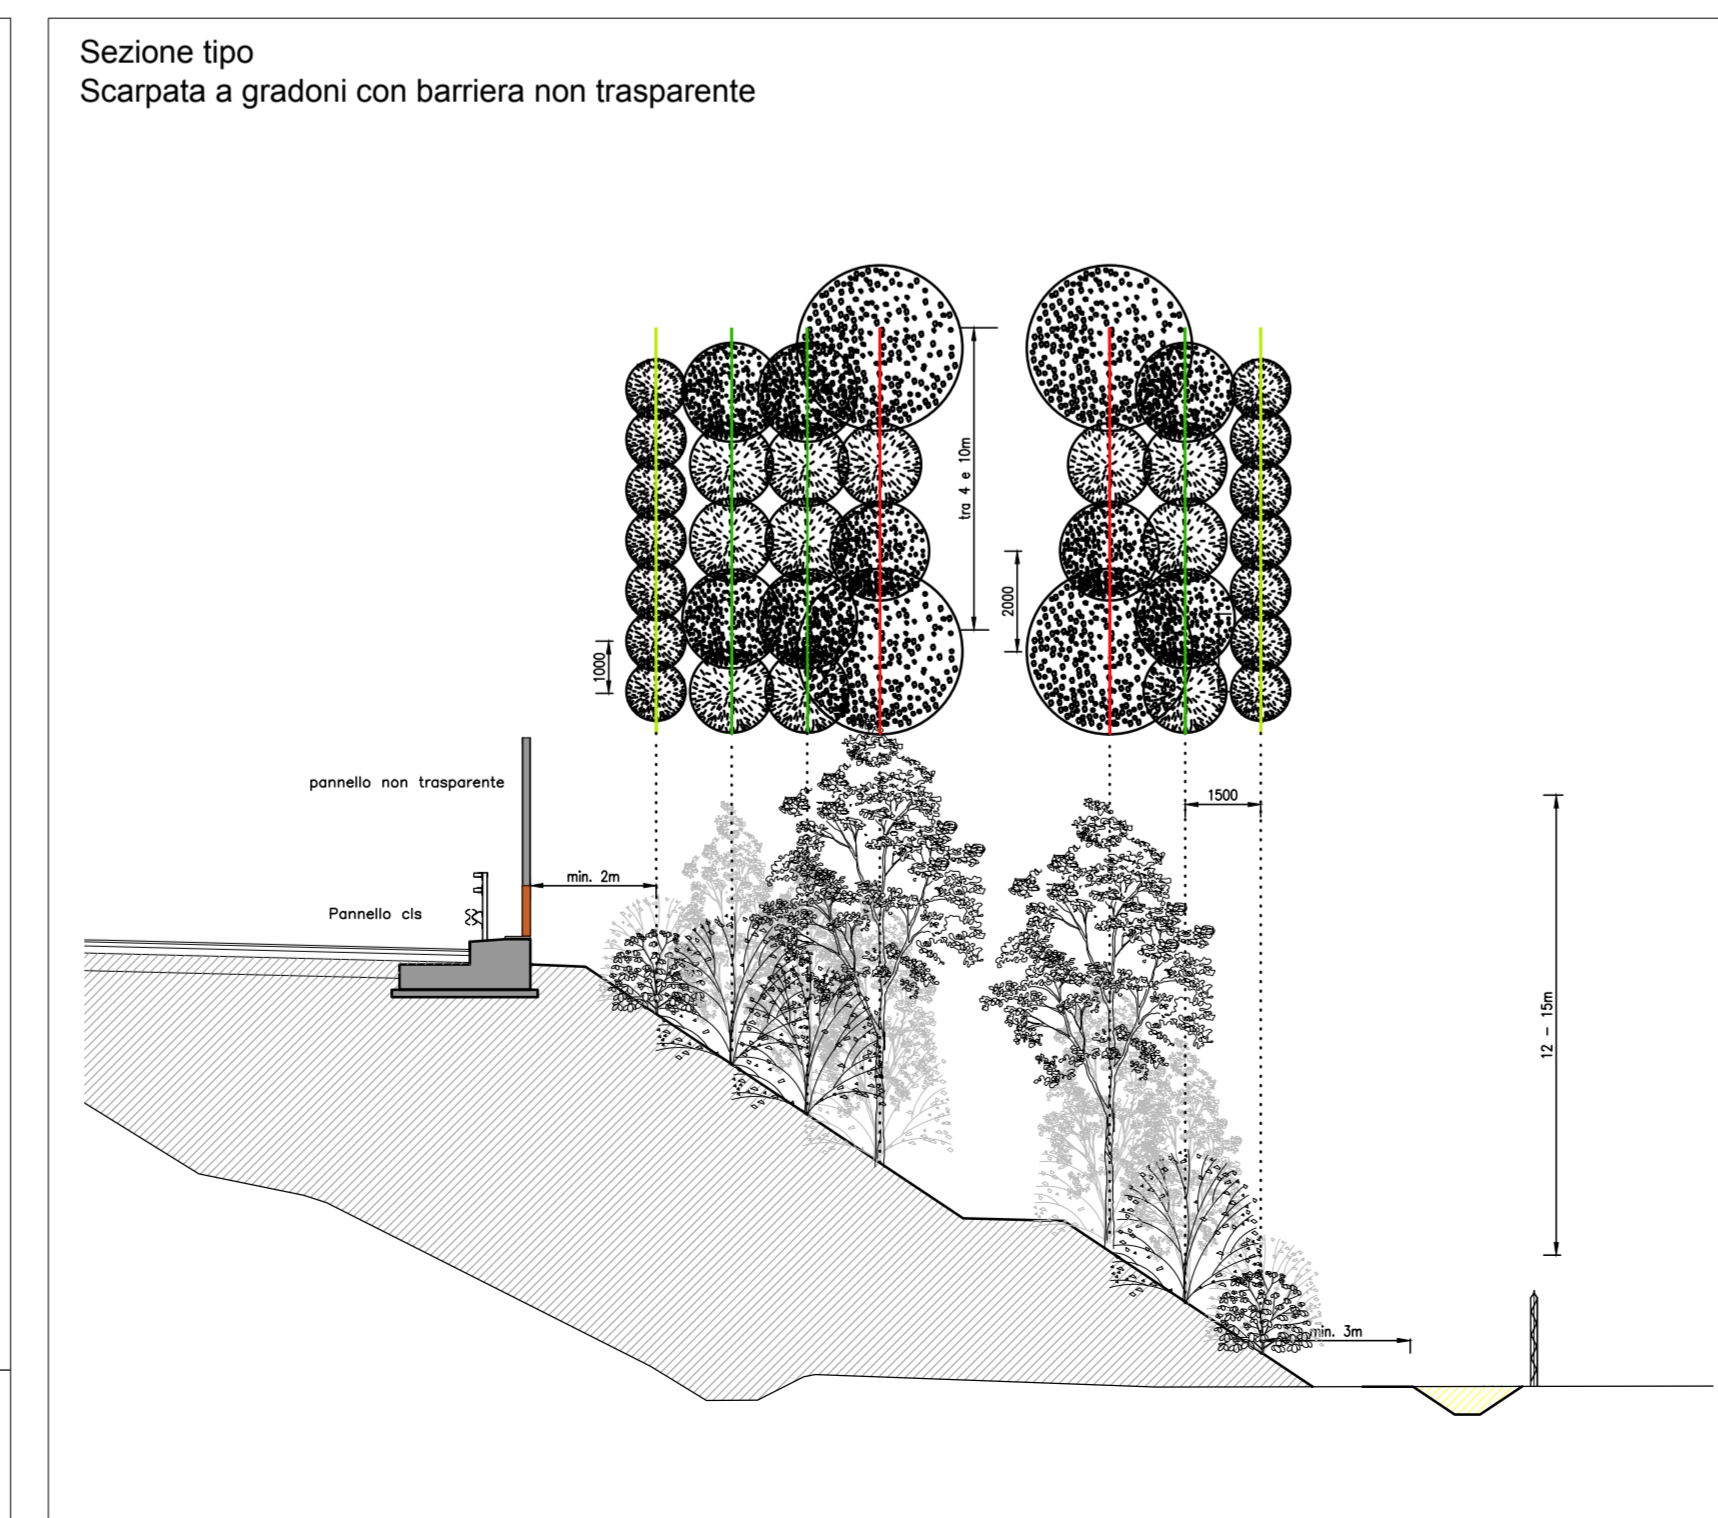 Sezione tipo
Scarpata a gradoni con barriera non trasparente
tra 4 e 10m
2000
1000
pannello non trasparente
1500
min. 2m
Pannello cls
12 - 15m
min. 3m